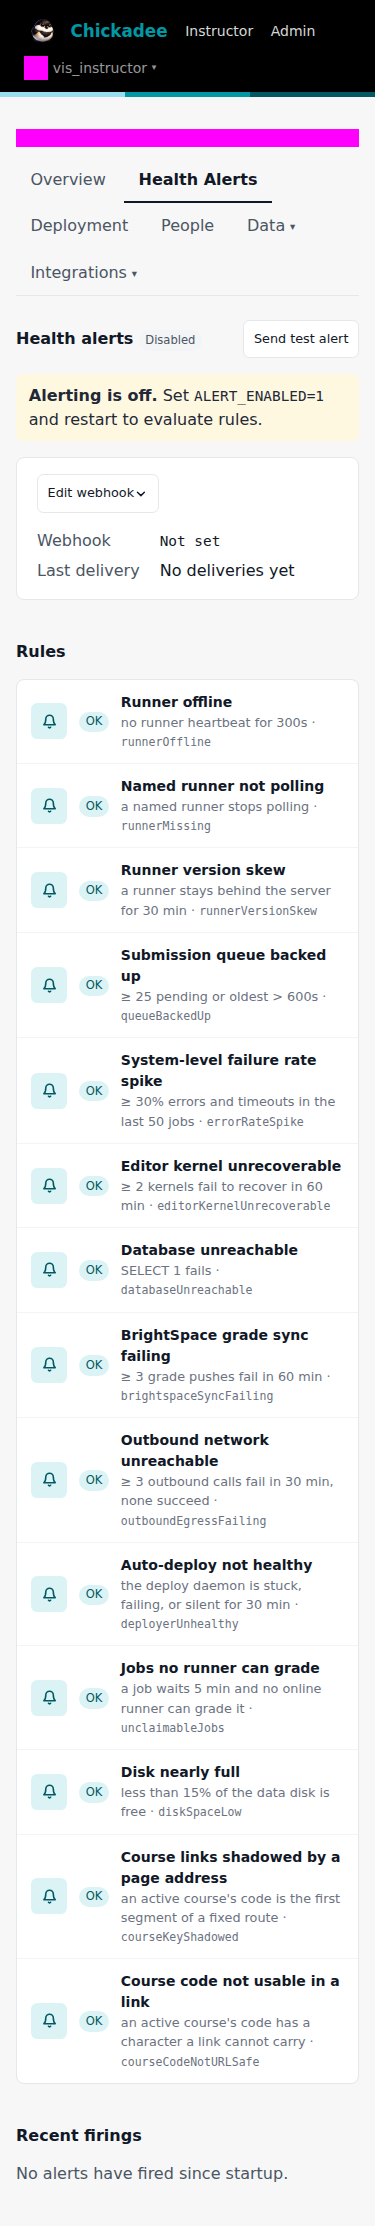 Chickadee Instructor Admin
vis_instructor ▾
Overview Health Alerts
Deployment People Data ▾
Integrations ▾
Health alerts Disabled Send test alert
Alerting is off. Set ALERT_ENABLED=1
and restart to evaluate rules.
Edit webhook
Webhook Not set
Last delivery No deliveries yet
Rules
Runner offline
OK no runner heartbeat for 300s ·
runnerOffline
Named runner not polling
OK a named runner stops polling ·
runnerMissing
Runner version skew
OK a runner stays behind the server
for 30 min · runnerVersionSkew
Submission queue backed
up
OK ≥ 25 pending or oldest > 600s ·
queueBackedUp
System-level failure rate
spike
OK ≥ 30% errors and timeouts in the
last 50 jobs · errorRateSpike
Editor kernel unrecoverable
OK ≥ 2 kernels fail to recover in 60
min · editorKernelUnrecoverable
Database unreachable
OK SELECT 1 fails ·
databaseUnreachable
BrightSpace grade sync
failing
OK ≥ 3 grade pushes fail in 60 min ·
brightspaceSyncFailing
Outbound network
unreachable
OK ≥ 3 outbound calls fail in 30 min,
none succeed ·
outboundEgressFailing
Auto-deploy not healthy
OK the deploy daemon is stuck,
failing, or silent for 30 min ·
deployerUnhealthy
Jobs no runner can grade
OK a job waits 5 min and no online
runner can grade it ·
unclaimableJobs
Disk nearly full
OK less than 15% of the data disk is
free · diskSpaceLow
Course links shadowed by a
page address
OK an active course's code is the first
segment of a fixed route ·
courseKeyShadowed
Course code not usable in a
link
OK an active course's code has a
character a link cannot carry ·
courseCodeNotURLSafe
Recent firings
No alerts have fired since startup.